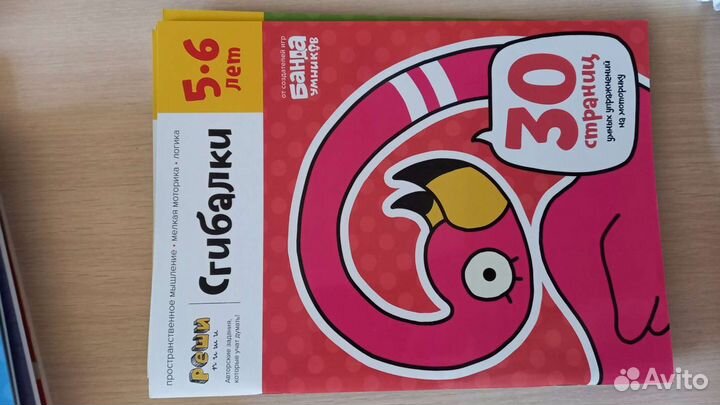 пространственное мышление • мелкая моторика • логика
Реши
пиши
Авторские задания,
которые учат думать!
Сгибалки
5-6
лет
от создателей игр
БАНДА
УМНИКОВ
30
страниц
умных упражнений
на моторику
Avito